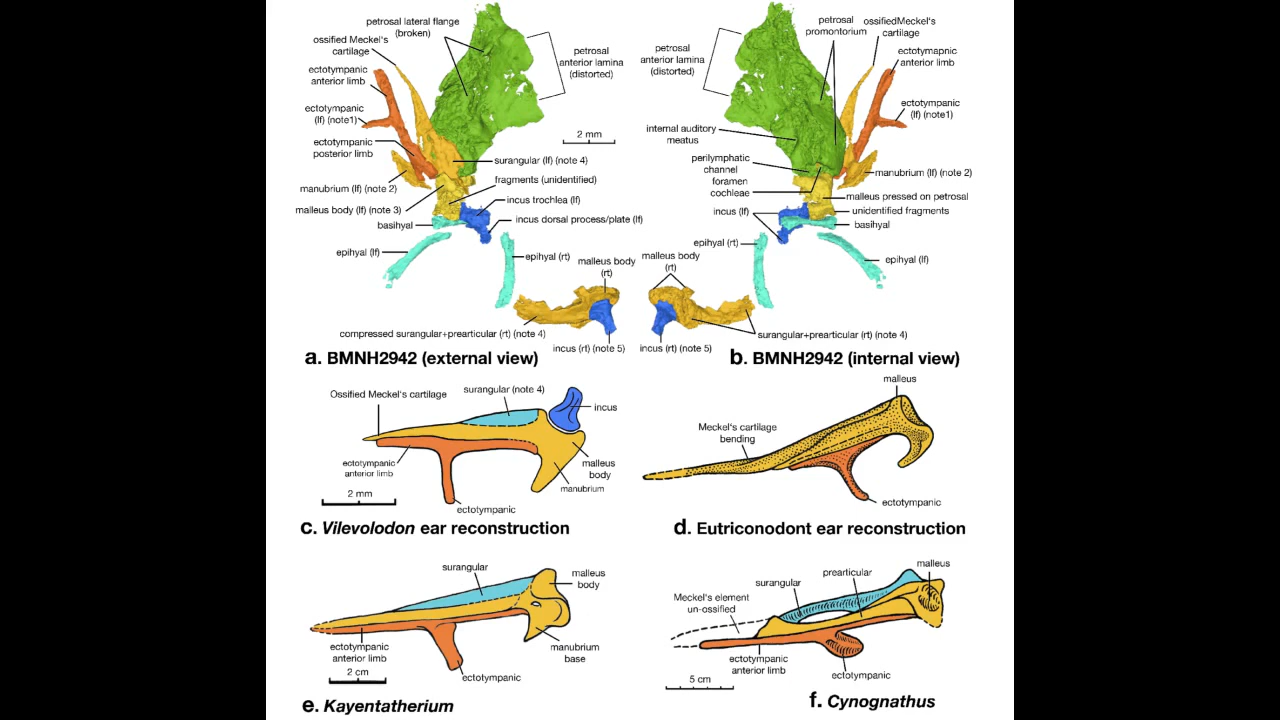 petrosal lateral flange
(broken)
ossified Meckel's
cartilage
ectotympanic
anterior limb
ectotympanic
(lf) (note1)
ectotympanic
posterior limb
manubrium (lf) (note 2)
malleus body (lf) (note 3)
basihyal
epihyal (lf)
petrosal
anterior lamina
(distorted)
2 mm
surangular (lf) (note 4)
fragments (unidentified)
incus trochlea (lf)
incus dorsal process/plate (lf)
epihyal (rt)
malleus body
(rt)
compressed surangular+prearticular (rt) (note 4)
incus (rt) (note 5)
a. BMNH2942 (external view)
petrosal
anterior lamina
(distorted)
petrosal
promontorium
ossifiedMeckel's
cartilage
ectotymapnic
anterior limb
ectotympanic
(lf) (note1)
internal auditory
meatus
perilymphatic
channel
foramen
cochleae
incus (lf)
epihyal (rt)
malleus body
(rt)
manubrium (lf) (note 2)
malleus pressed on petrosal
unidentified fragments
basihyal
epihyal (lf)
surangular+prearticular (rt) (note 4)
incus (rt) (note 5)
b. BMNH2942 (internal view)
Ossified Meckel's cartilage
surangular (note 4)
incus
ectotympanic
anterior limb
malleus
body
manubrium
2 mm
ectotympanic
c. Vilevolodon ear reconstruction
malleus
Meckel's cartilage
bending
ectotympanic
d. Eutriconodont ear reconstruction
surangular
malleus
body
ectotympanic
anterior limb
manubrium
base
2 cm
ectotympanic
e. Kayentatherium
malleus
prearticular
surangular
Meckel's element
un-ossified
ectotympanic
anterior limb
ectotympanic
5 cm
f. Cynognathus